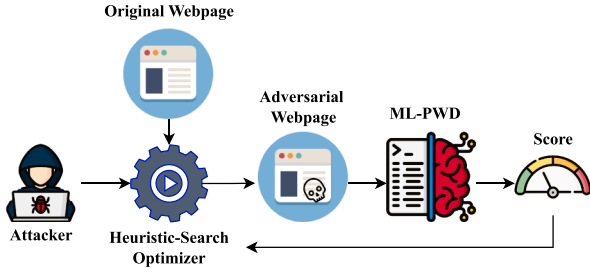 Original Webpage
Adversarial
Webpage
ML-PWD
Score
Attacker
Heuristic-Search
Optimizer